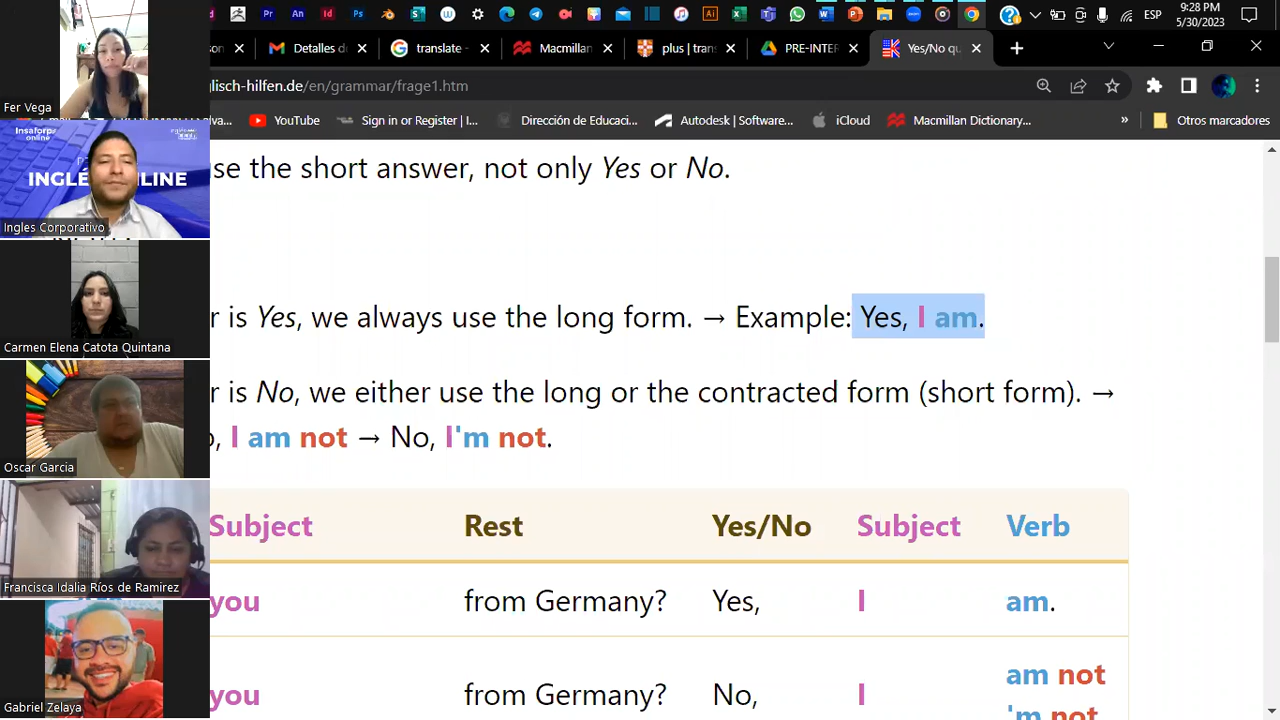 9:28 PM
ESP
5/30/2023
Detalles d
translate -
Macmillan
plus | tran
PRE-INTER
Yes/No qu
glisch-hilfen.de/en/grammar/frage1.htm
YouTube
Sign in or Register | I...
Dirección de Educaci...
Autodesk | Software...
iCloud
Macmillan Dictionary...
»
Otros marcadores
se the short answer, not only Yes or No.
r is Yes, we always use the long form. → Example: Yes, I am.
r is No, we either use the long or the contracted form (short form). →
o, I am not → No, I'm not.
Subject Rest Yes/No Subject Verb
you from Germany? Yes, I am.
you from Germany? No, I am not
'm not
Fer Vega
Insaforp
online
Ingles Corporativo
Carmen Elena Catota Quintana
Oscar Garcia
Francisca Idalia Ríos de Ramirez
Gabriel Zelaya